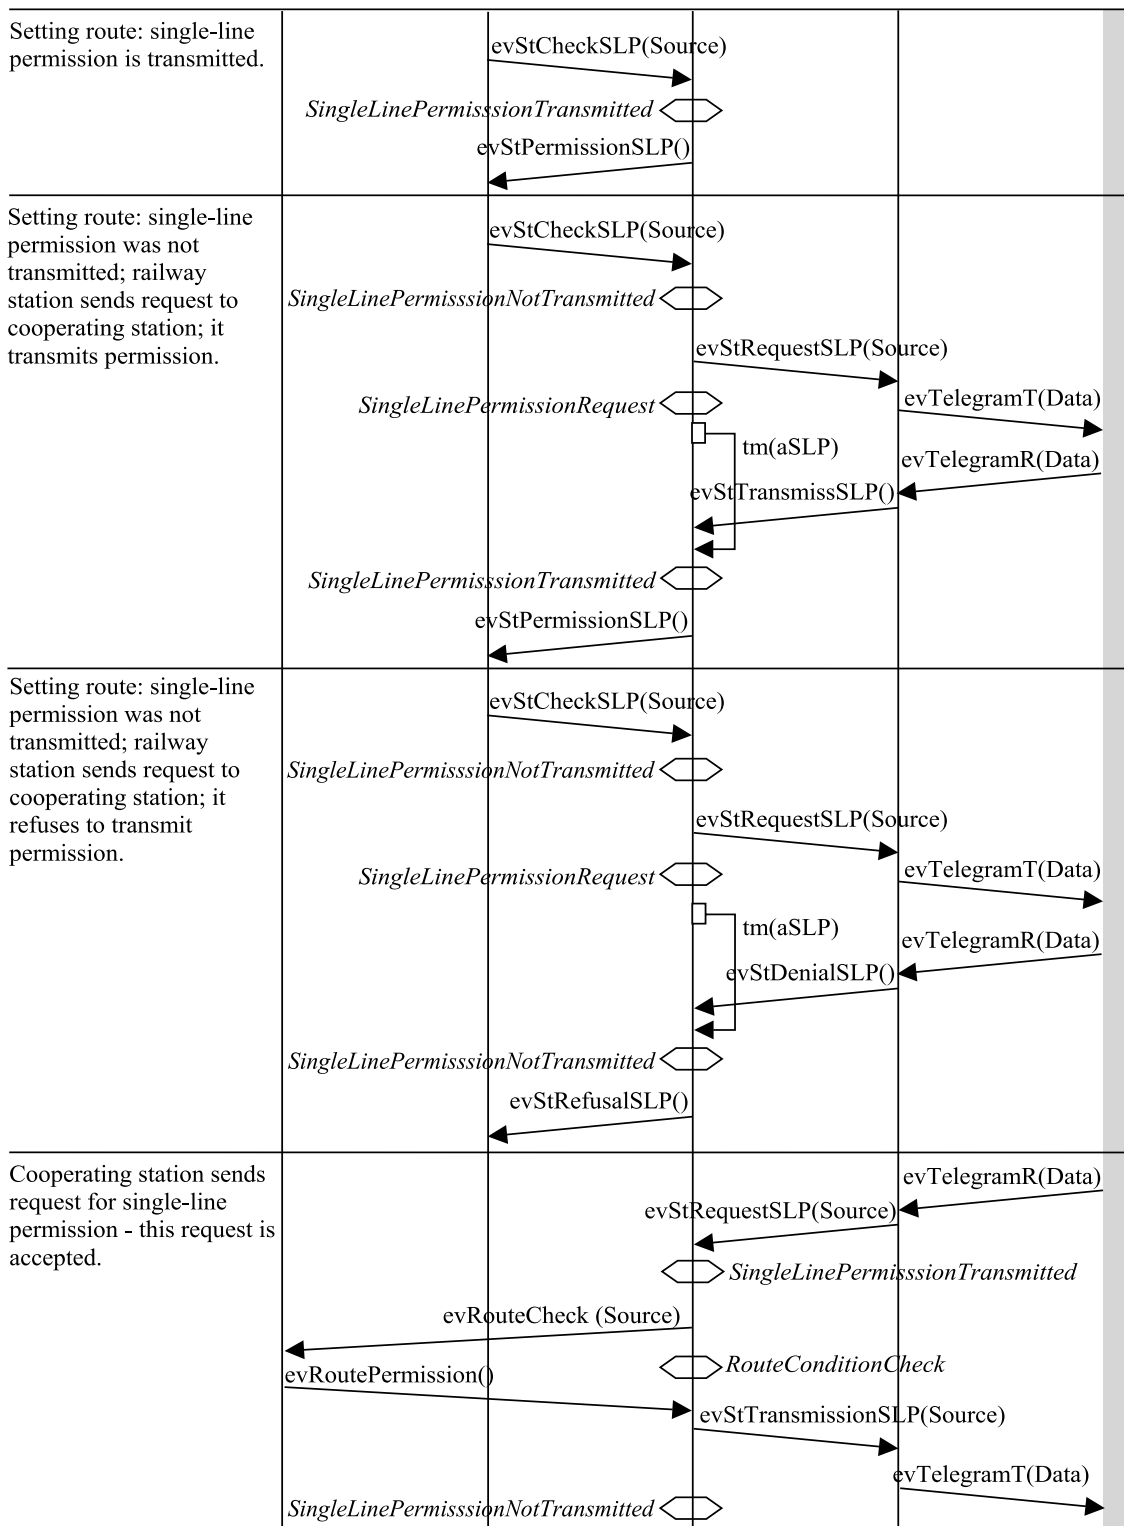 Setting route: single-line
permission is transmitted.
evStCheckSLP(Source)
SingleLinePermisssionTransmitted
evStPermissionSLP()
Setting route: single-line
permission was not
transmitted; railway
station sends request to
cooperating station; it
transmits permission.
evStCheckSLP(Source)
SingleLinePermisssionNotTransmitted
evStRequestSLP(Source)
SingleLinePermissionRequest
evTelegramT(Data)
tm(aSLP)
evTelegramR(Data)
evStTransmissSLP()
SingleLinePermisssionTransmitted
evStPermissionSLP()
Setting route: single-line
permission was not
transmitted; railway
station sends request to
cooperating station; it
refuses to transmit
permission.
evStCheckSLP(Source)
SingleLinePermisssionNotTransmitted
evStRequestSLP(Source)
SingleLinePermissionRequest
evTelegramT(Data)
tm(aSLP)
evTelegramR(Data)
evStDenialSLP()
SingleLinePermisssionNotTransmitted
evStRefusalSLP()
Cooperating station sends
request for single-line
permission - this request is
accepted.
evTelegramR(Data)
evStRequestSLP(Source)
SingleLinePermisssionTransmitted
evRouteCheck (Source)
RouteConditionCheck
evRoutePermission()
evStTransmissionSLP(Source)
evTelegramT(Data)
SingleLinePermisssionNotTransmitted